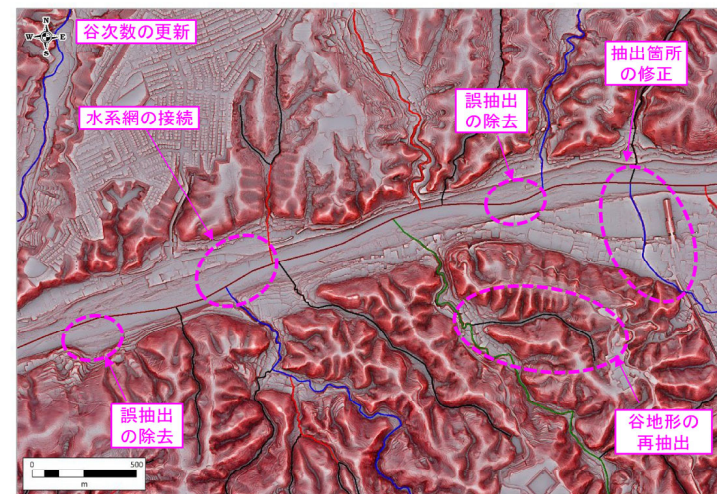 N
W E
S
谷次数の更新
抽出箇所
の修正
誤抽出
の除去
水系網の接続
誤抽出
の除去
谷地形の
再抽出
0 500
m